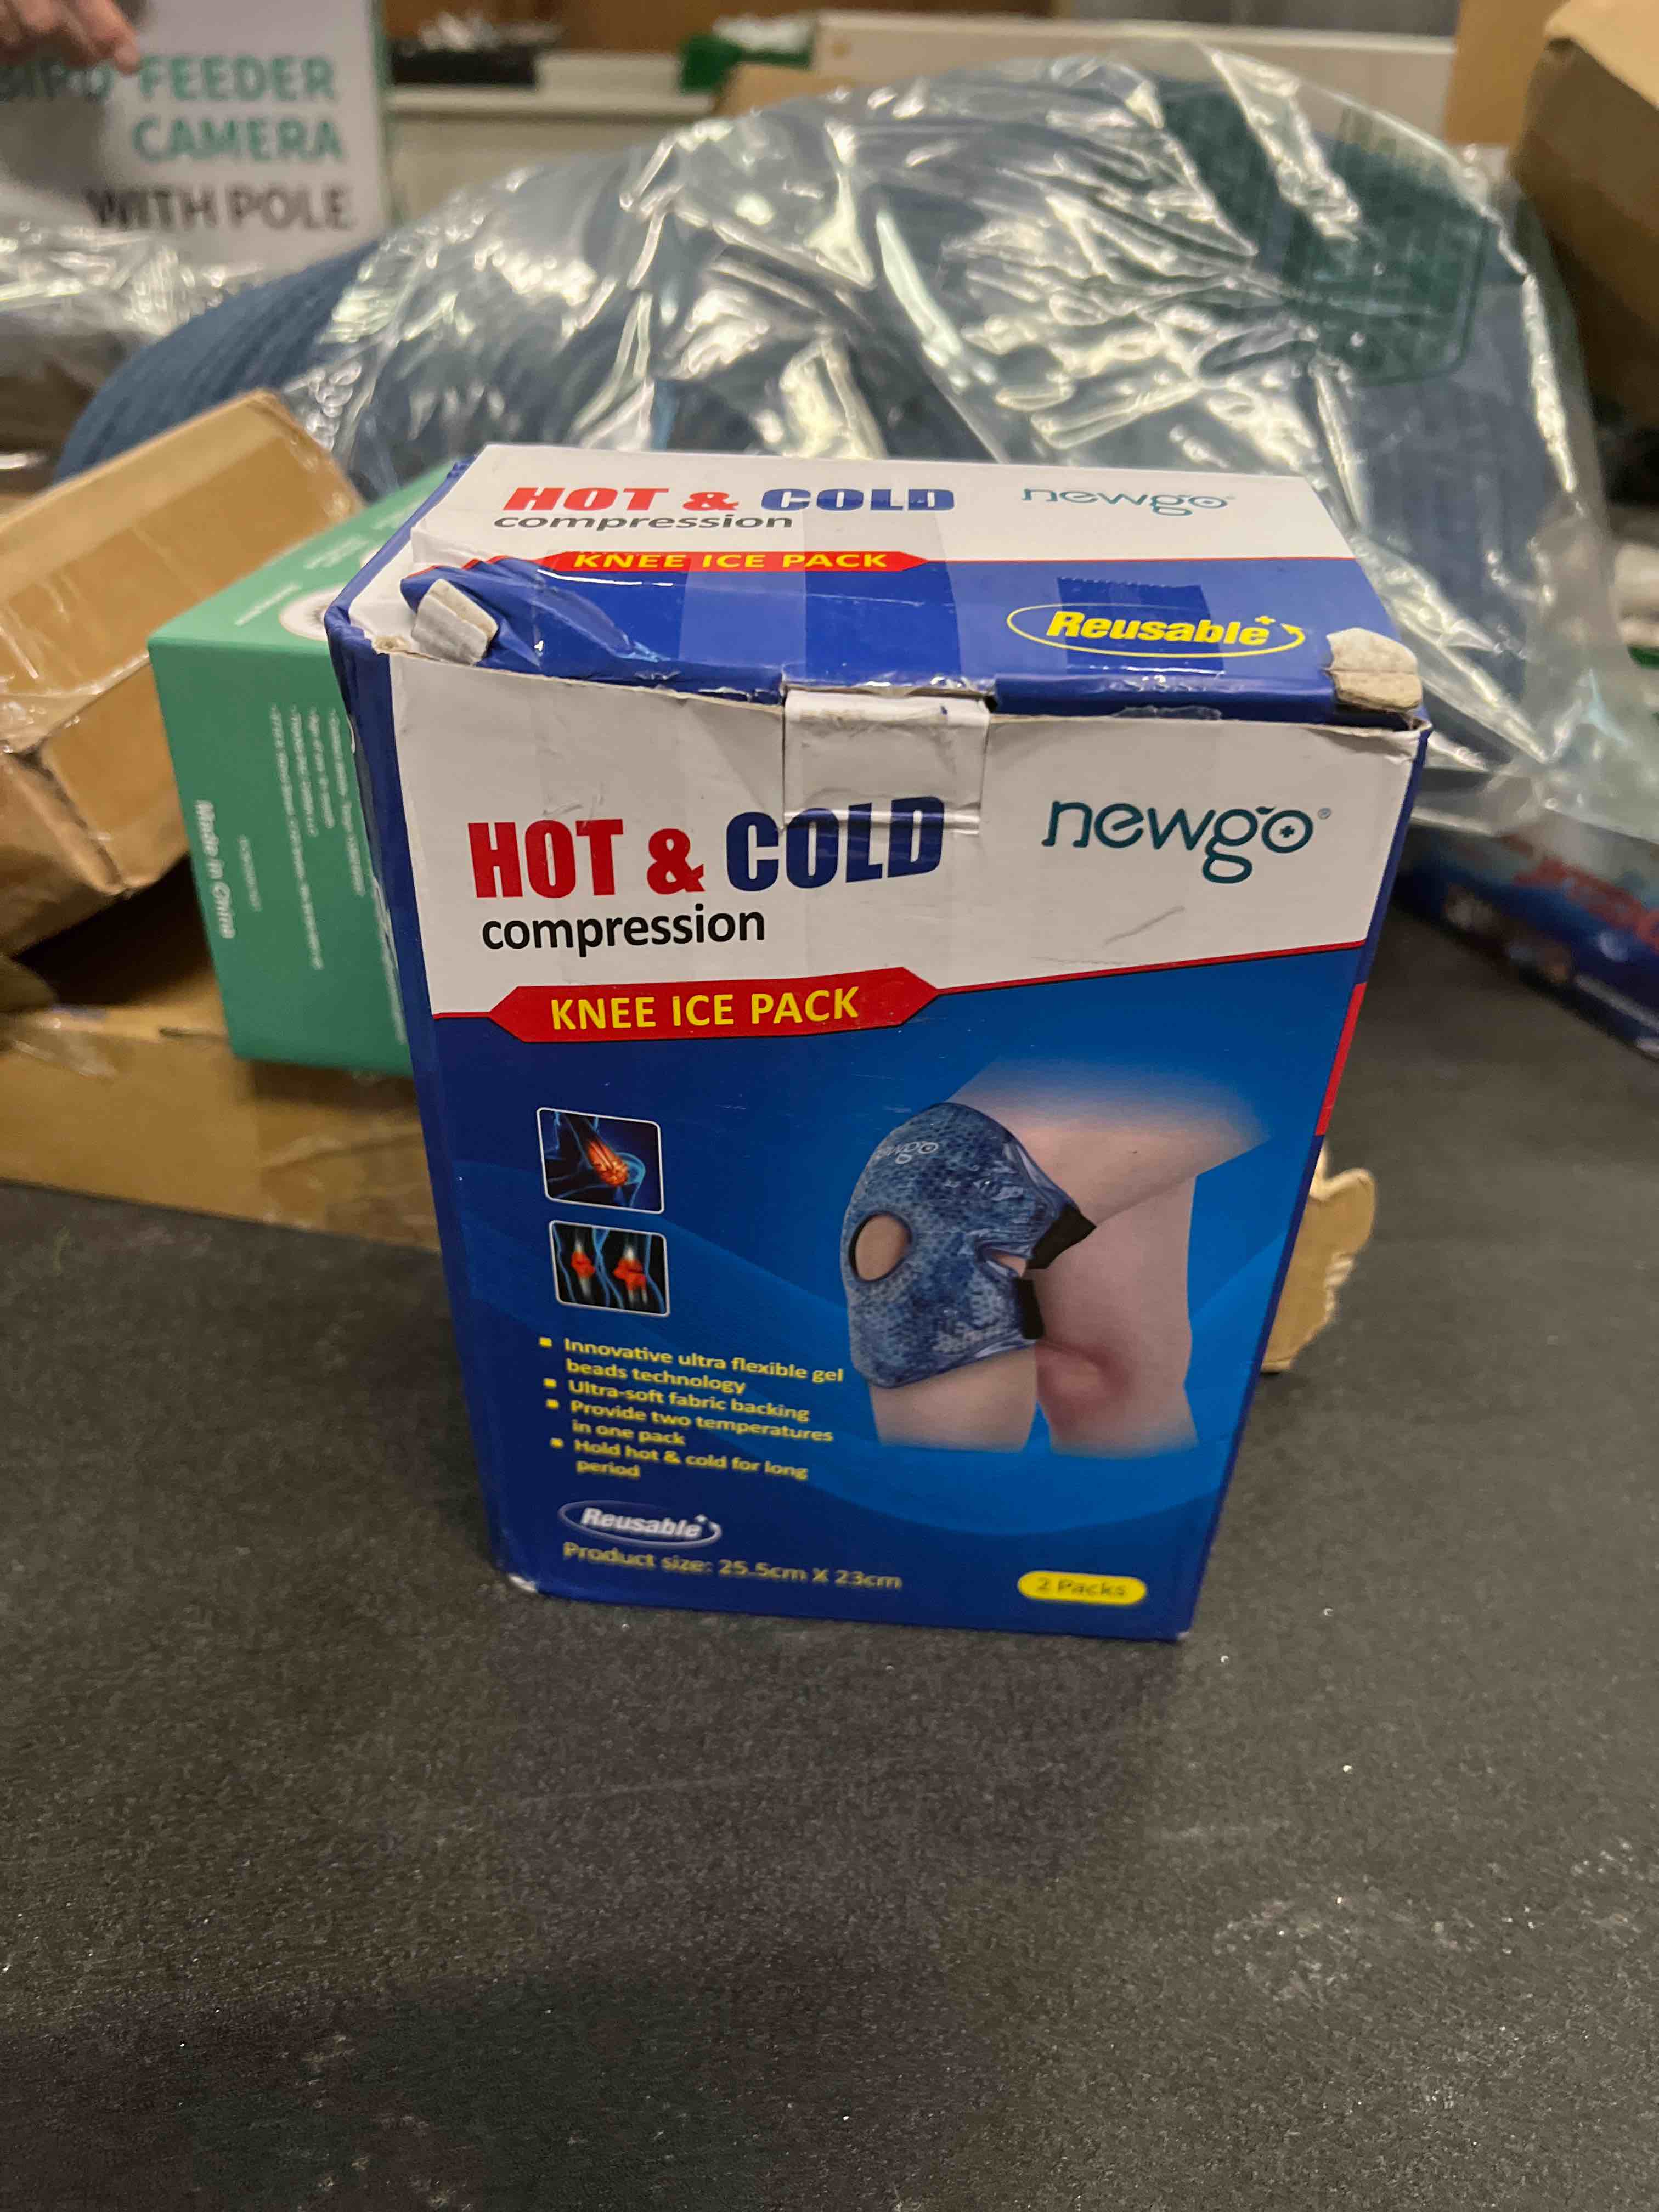 FEEDER
CAMERA
WITH POLE
HOT & COLD
compression
newgo
KNEE ICE PACK
Reusable
HOT & COLD
compression
newgo®
KNEE ICE PACK
newgo
Innovative ultra flexible gel
beads technology
Ultra-soft fabric backing
Provide two temperatures
in one pack
Hold hot & cold for long
period
Reusable
Product size: 25.5cm X 23cm
2 Packs
Made in China